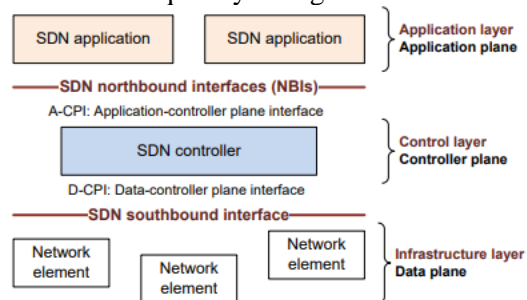 SDN application
SDN application
Application layer
Application plane
SDN northbound interfaces (NBIs)
A-CPI: Application-controller plane interface
SDN controller
Control layer
Controller plane
D-CPI: Data-controller plane interface
SDN southbound interface
Network
element
Network
element
Network
element
Infrastructure layer
Data plane